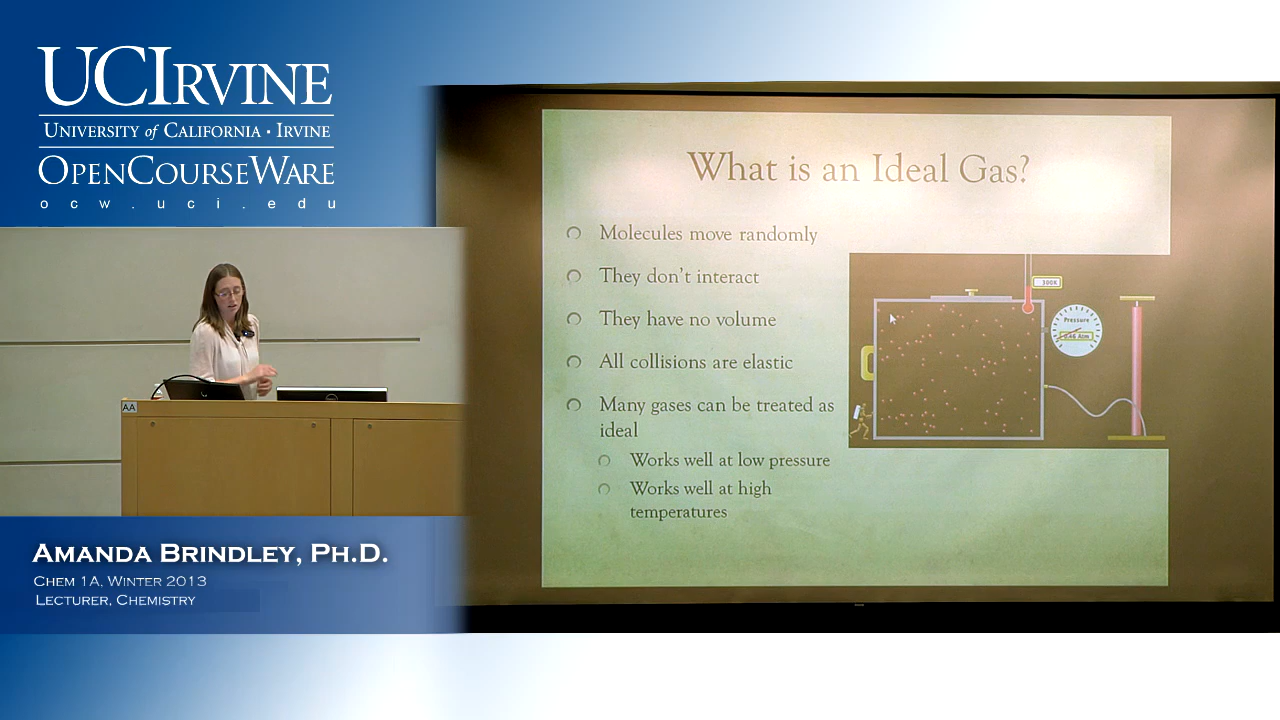 UCIRVINE
UNIVERSITY of CALIFORNIA · IRVINE
OPENCOURSEWARE
ocw.uci.edu
AA
AMANDA BRINDLEY, PH.D.
CHEM 1A, WINTER 2013
LECTURER, CHEMISTRY
What is an Ideal Gas?
Molecules move randomly
They don't interact
They have no volume
All collisions are elastic
Many gases can be treated as
ideal
Works well at low pressure
Works well at high
temperatures
300K
Pressure